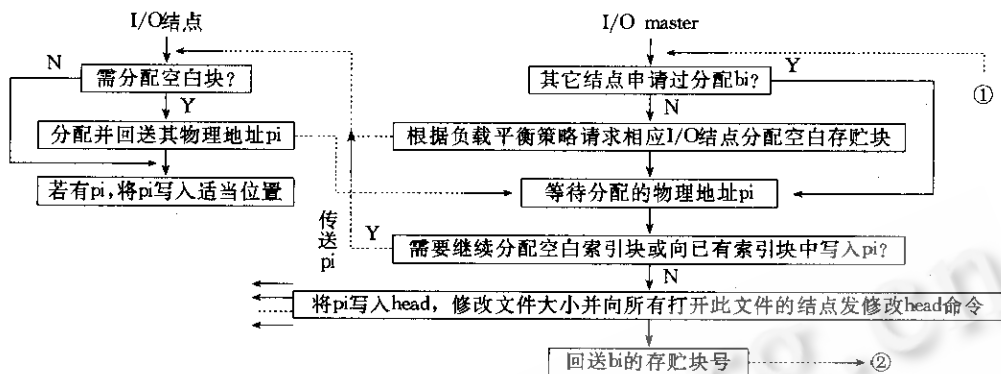 I/O结点
I/O master
N
需分配空白块?
其它结点申请过分配bi?
Y
①
Y
N
分配并回送其物理地址pi
根据负载平衡策略请求相应I/O结点分配空白存贮块
若有pi,将pi写入适当位置
等待分配的物理地址pi
传送pi
Y
需要继续分配空白索引块或向已有索引块中写入pi?
N
将pi写入head,修改文件大小并向所有打开此文件的结点发修改head命令
回送bi的存贮块号
②